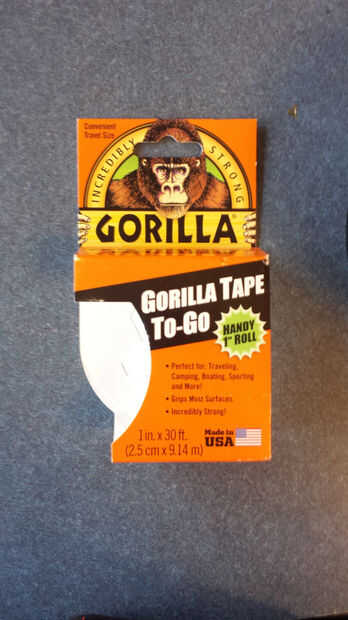 Convenient
Travel Size
INCREDIBLY STRONG
GORILLA
GORILLA TAPE
TO-GO
HANDY
1" ROLL
• Perfect for: Traveling,
Camping, Boating, Sporting
and More!
• Grips Most Surfaces.
• Incredibly Strong!
1 in. x 30 ft.
(2.5 cm x 9.14 m)
Made in
USA